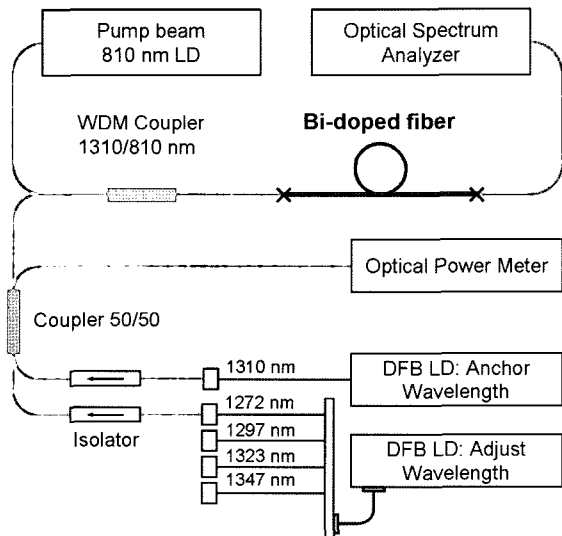 Pump beam
810 nm LD
Optical Spectrum
Analyzer
WDM Coupler
1310/810 nm
Bi-doped fiber
Optical Power Meter
Coupler 50/50
1310 nm
DFB LD: Anchor
Wavelength
1272 nm
Isolator
1297 nm
1323 nm
1347 nm
DFB LD: Adjust
Wavelength